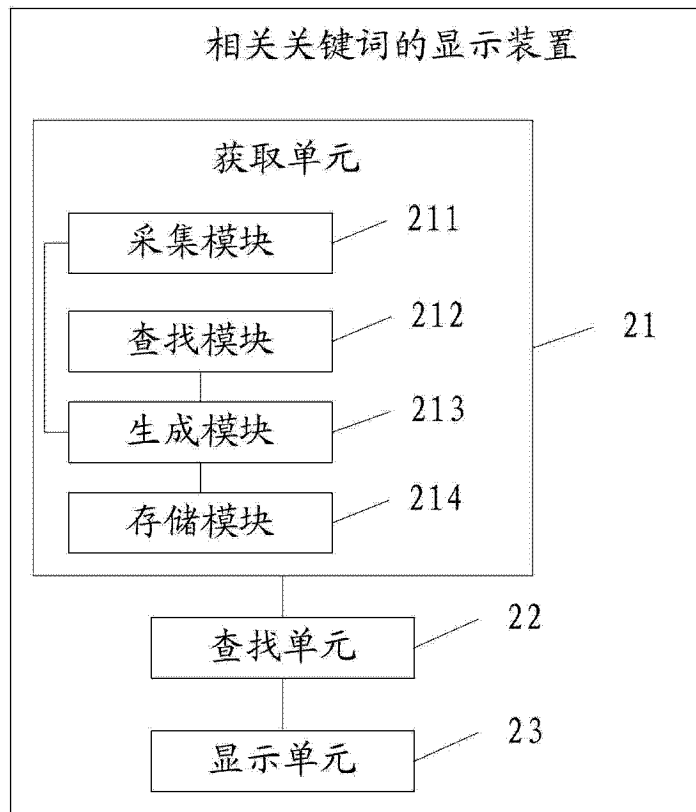 相关关键词的显示装置
获取单元
采集模块
211
查找模块
212
21
生成模块
213
存储模块
214
查找单元
22
显示单元
23